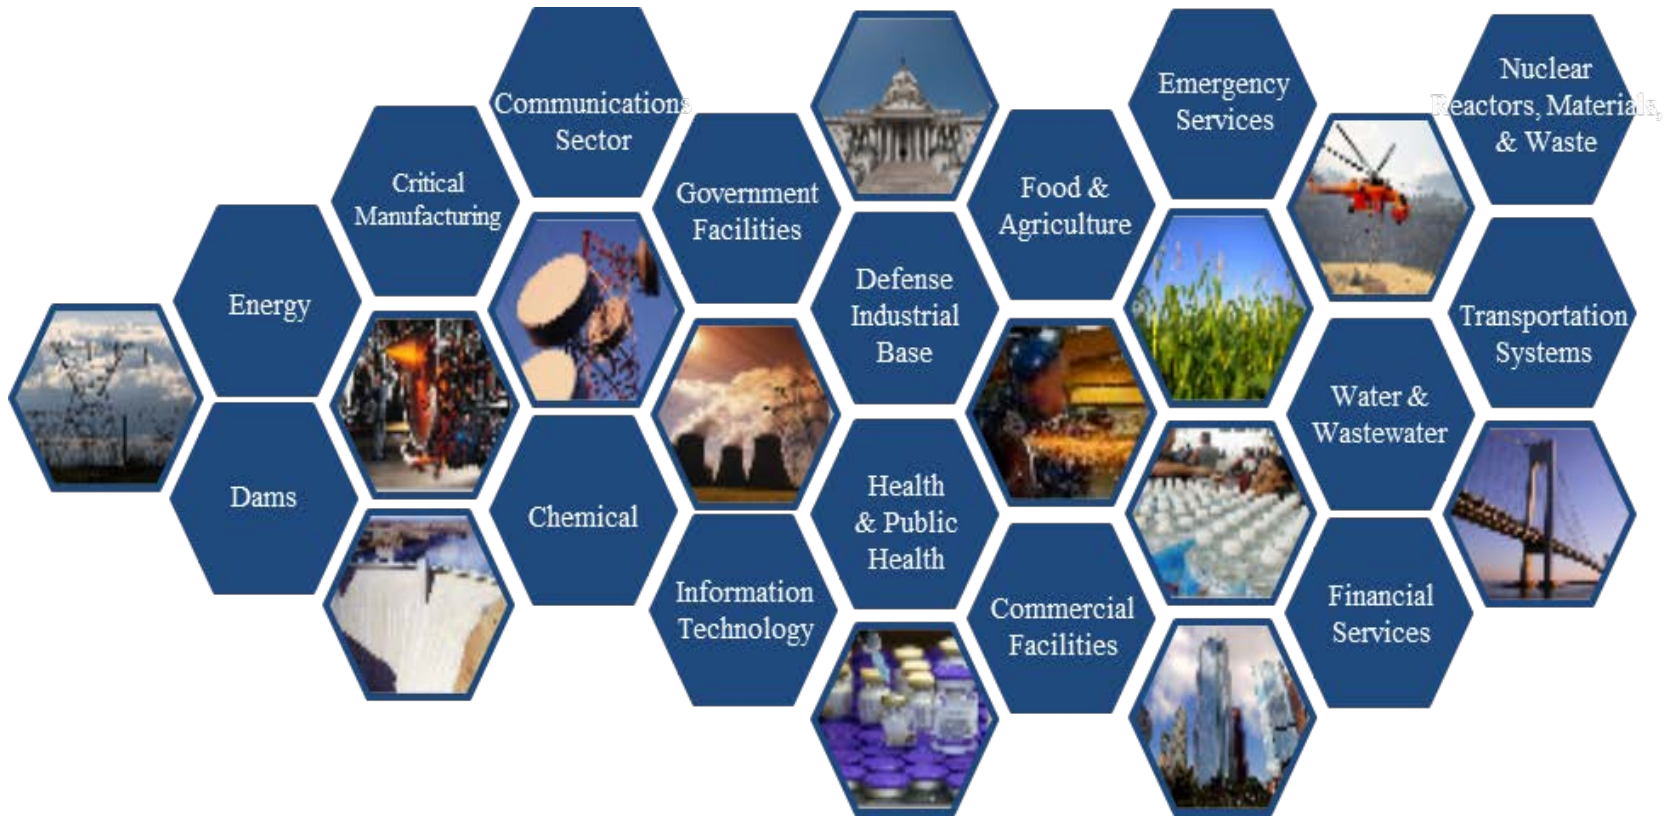 Communications
Sector
Emergency
Services
Nuclear
Reactors, Materials,
& Waste
Critical
Manufacturing
Government
Facilities
Food &
Agriculture
Energy
Defense
Industrial
Base
Transportation
Systems
Water &
Wastewater
Dams
Chemical
Health
& Public
Health
Information
Technology
Commercial
Facilities
Financial
Services